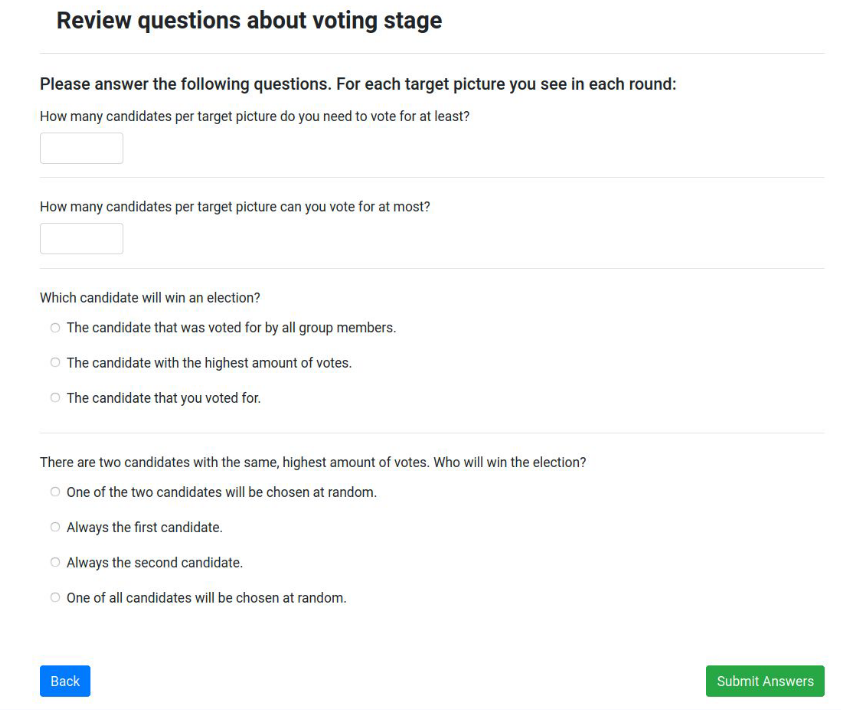 Review questions about voting stage
Please answer the following questions. For each target picture you see in each round:
How many candidates per target picture do you need to vote for at least?
How many candidates per target picture can you vote for at most?
Which candidate will win an election?
The candidate that was voted for by all group members.
The candidate with the highest amount of votes.
The candidate that you voted for.
There are two candidates with the same, highest amount of votes. Who will win the election?
One of the two candidates will be chosen at random.
Always the first candidate.
Always the second candidate.
One of all candidates will be chosen at random.
Back
Submit Answers